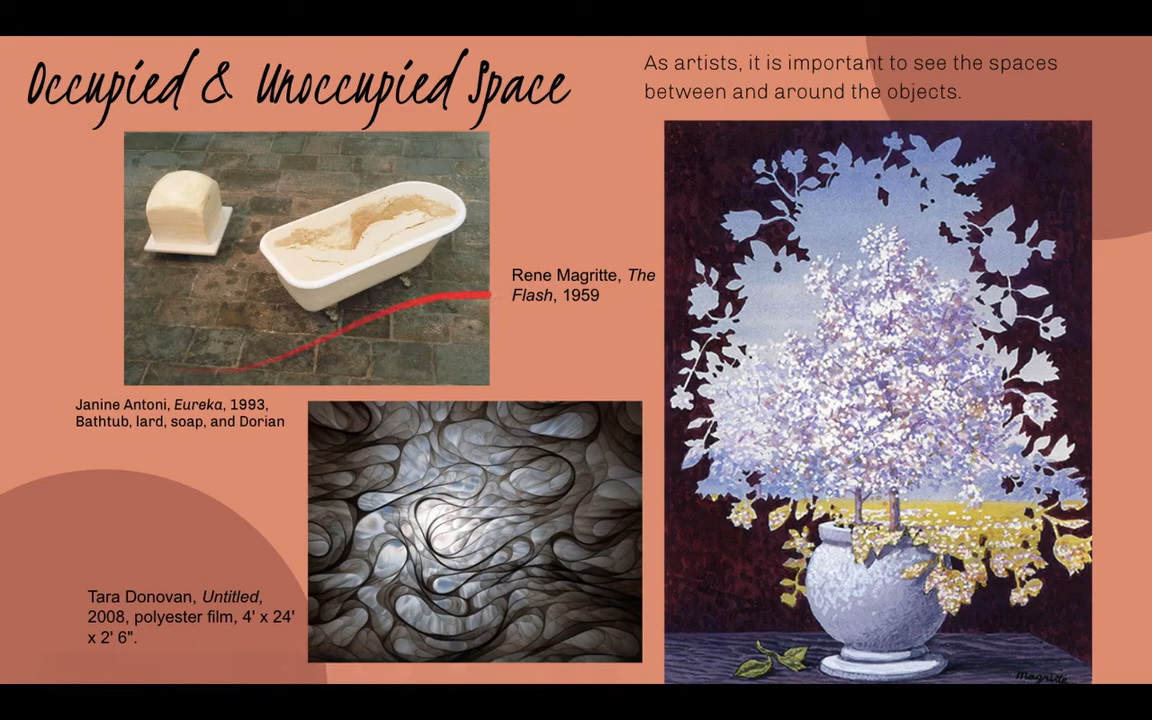 Occupied & Unoccupied Space
As artists, it is important to see the spaces
between and around the objects.
Rene Magritte, The
Flash, 1959
Janine Antoni, Eureka, 1993,
Bathtub, lard, soap, and Dorian
Tara Donovan, Untitled,
2008, polyester film, 4' x 24'
x 2' 6".
Magritte